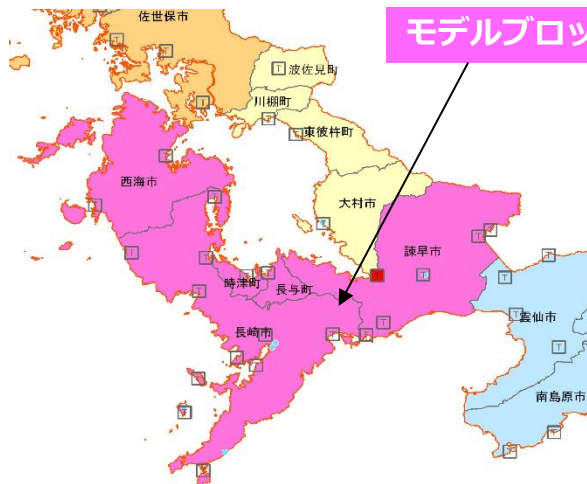 佐世保市
モデルブロッ
波佐見町
川棚町
東彼杵町
西海市
大村市
諫早市
時津町
長与町
長崎市
雲仙市
南島原市